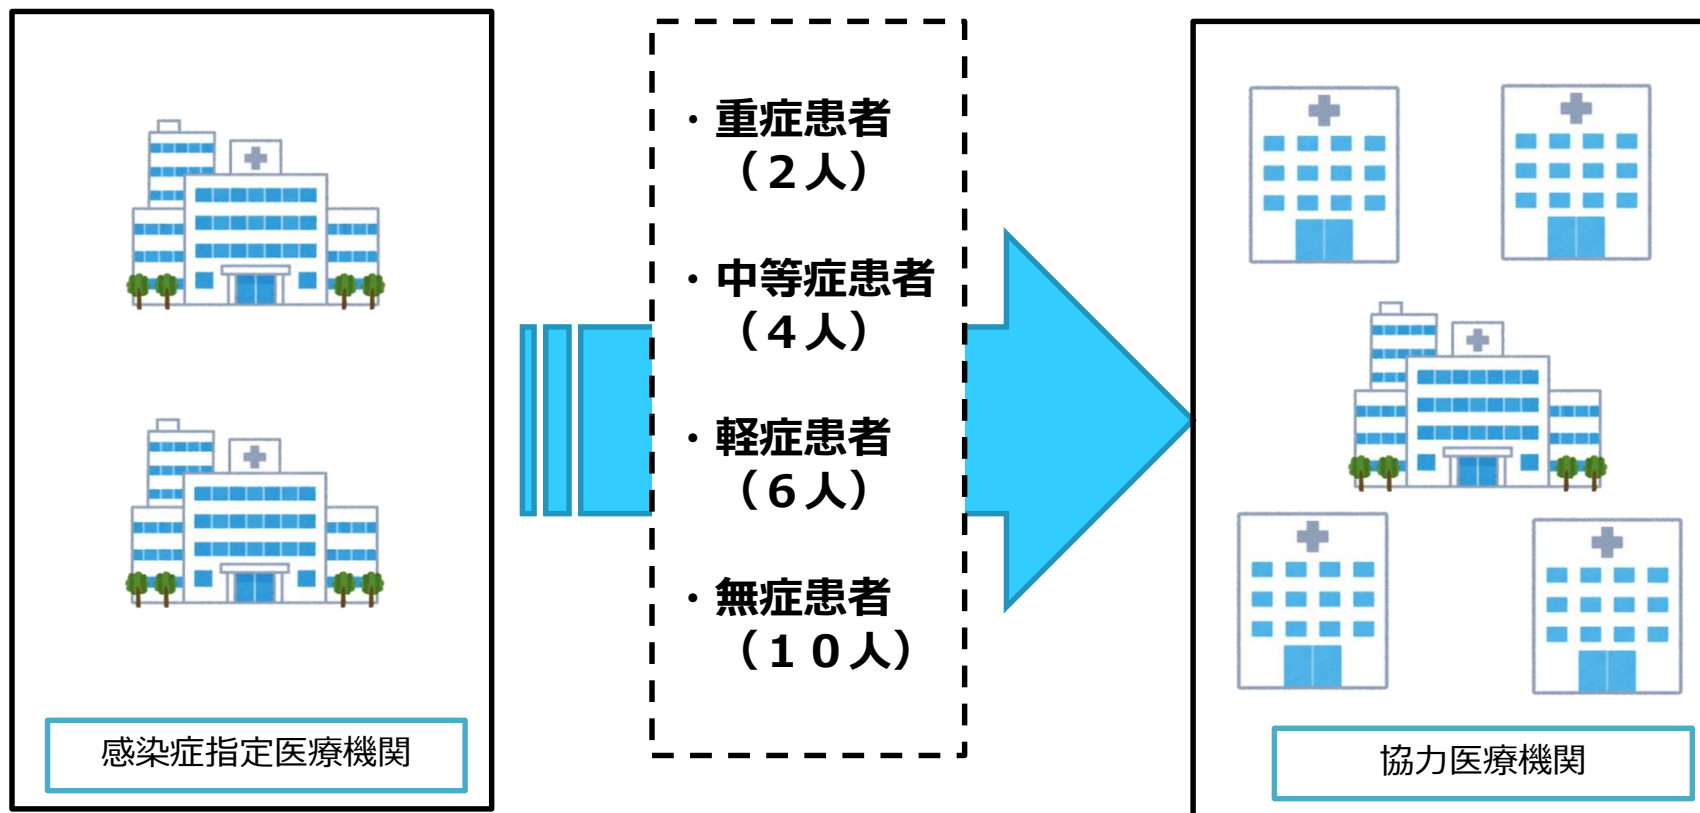 ・重症患者
（２人）
・中等症患者
（４人）
・軽症患者
（６人）
・無症患者
（１０人）
感染症指定医療機関
協力医療機関